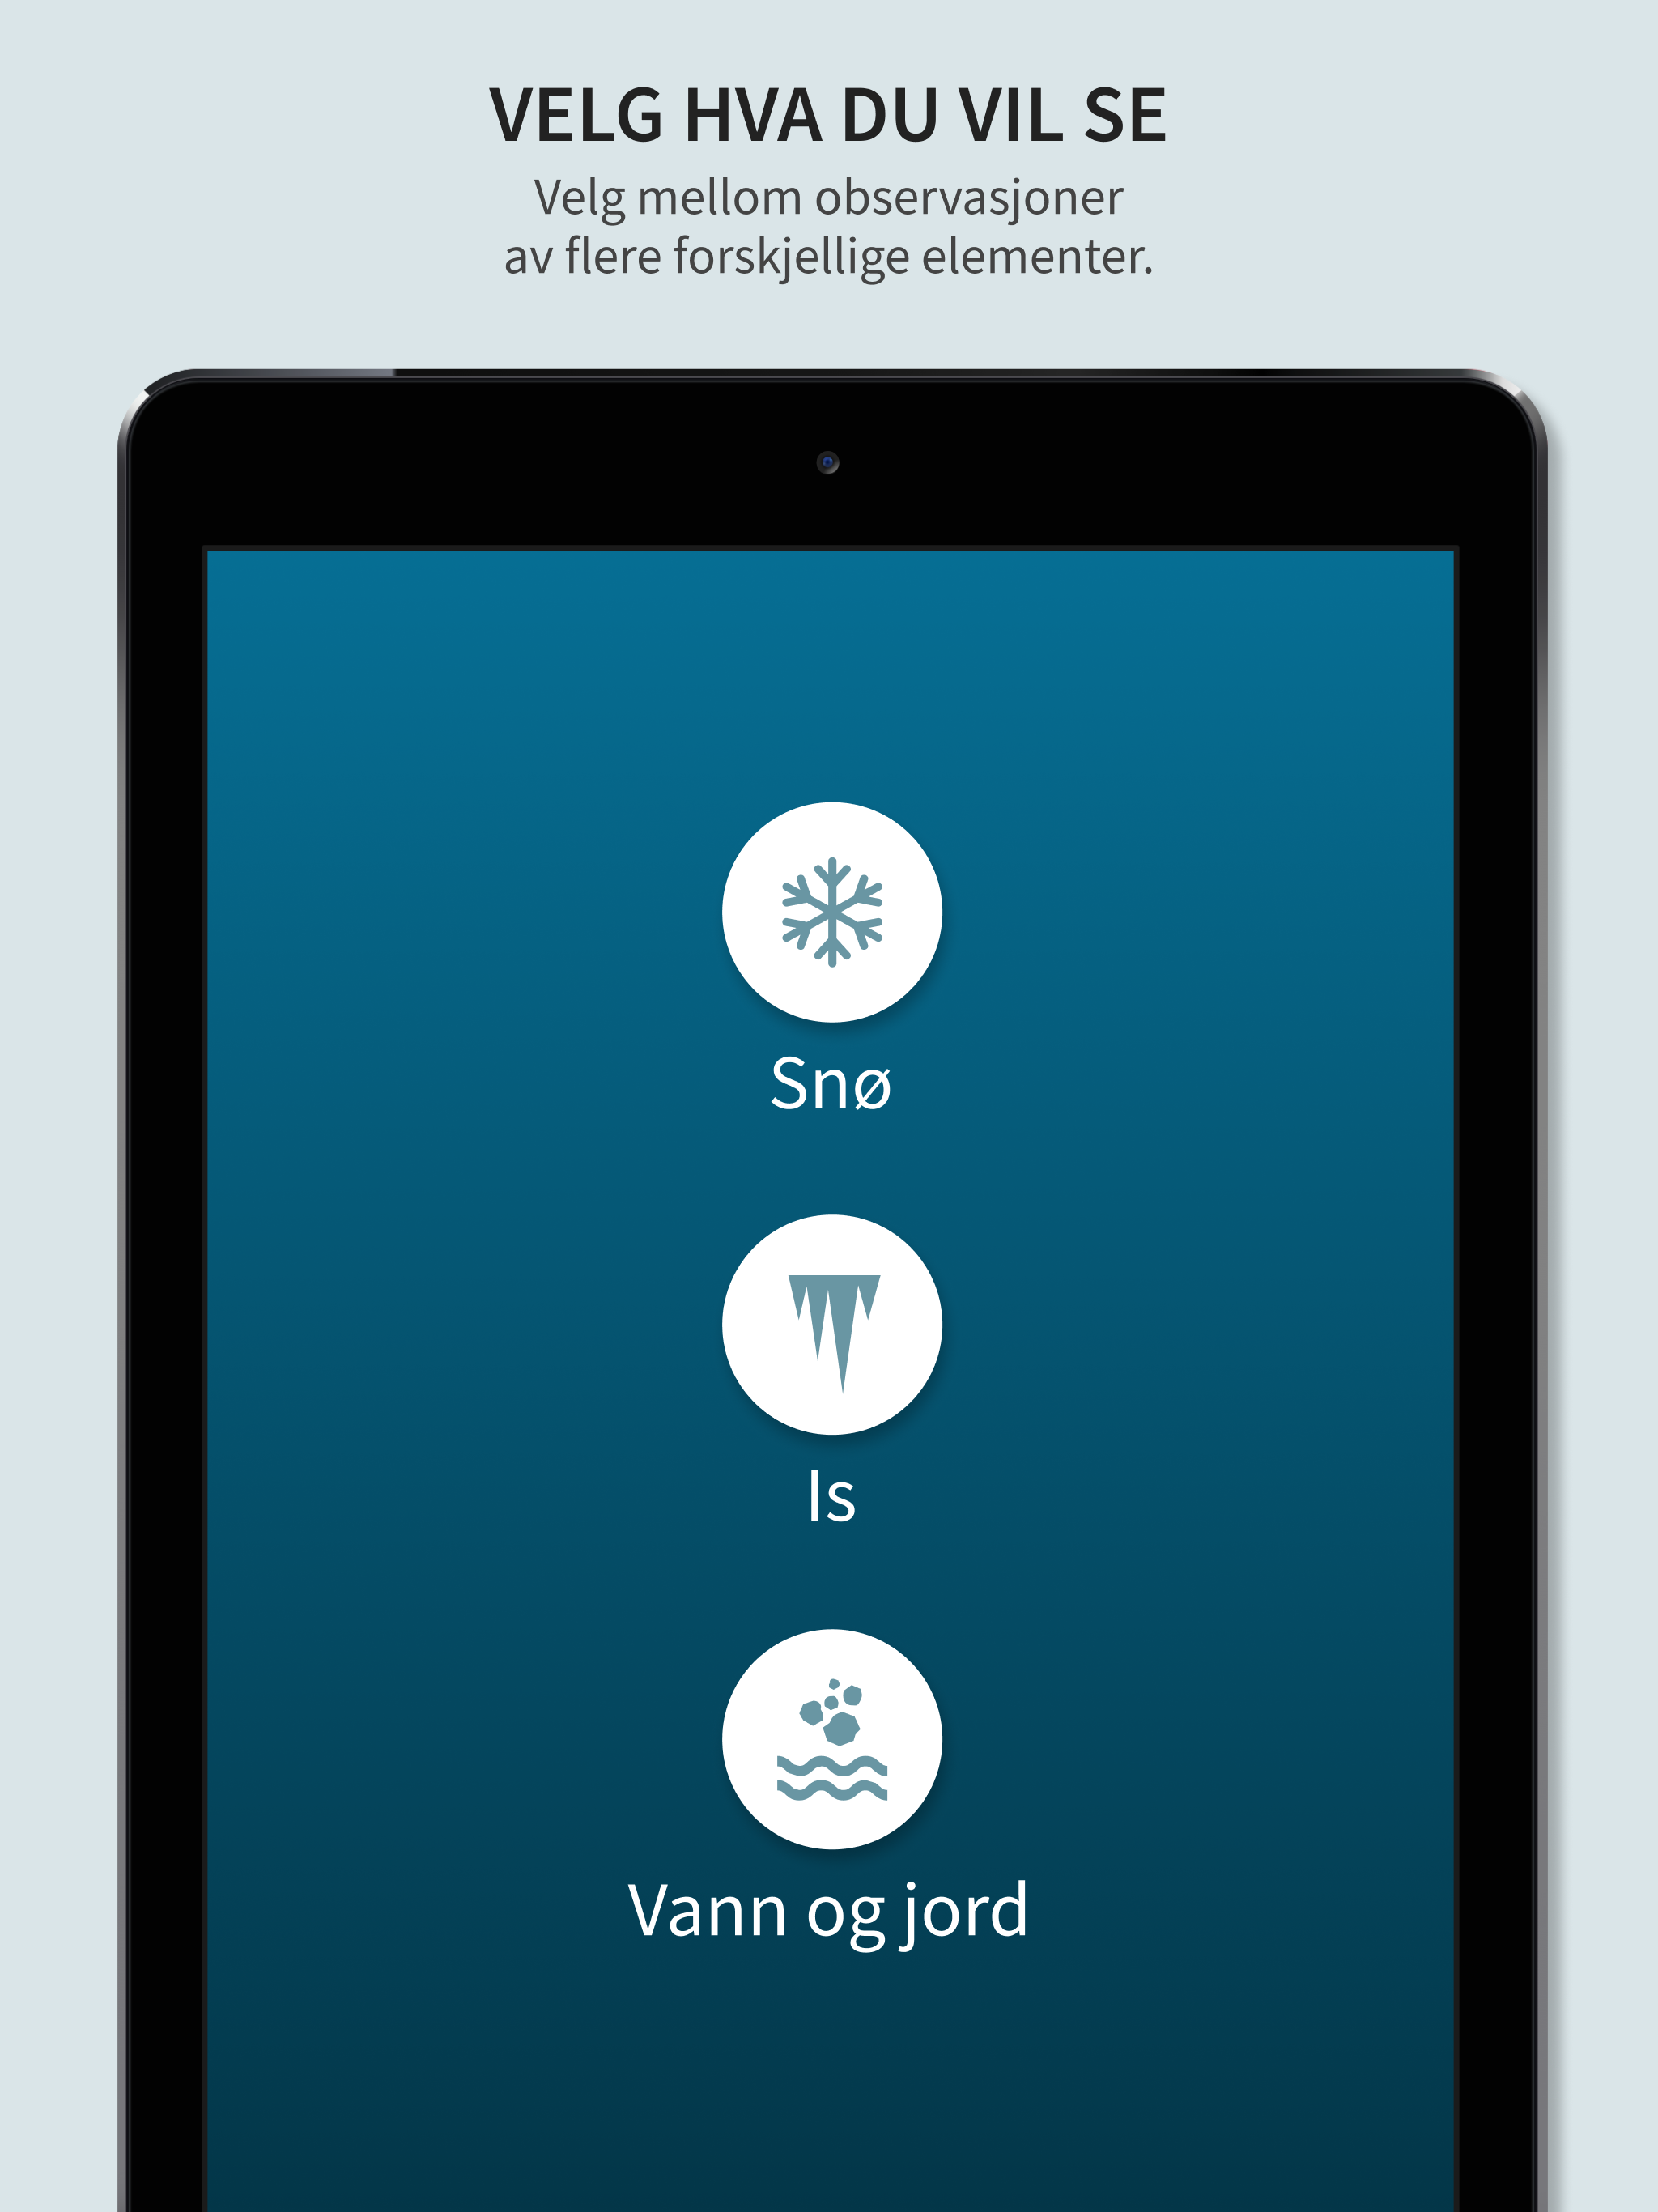 VELG HVA DU VIL SE
Velg mellom observasjoner
av flere forskjellige elementer.
Snø
Is
Vann og jord